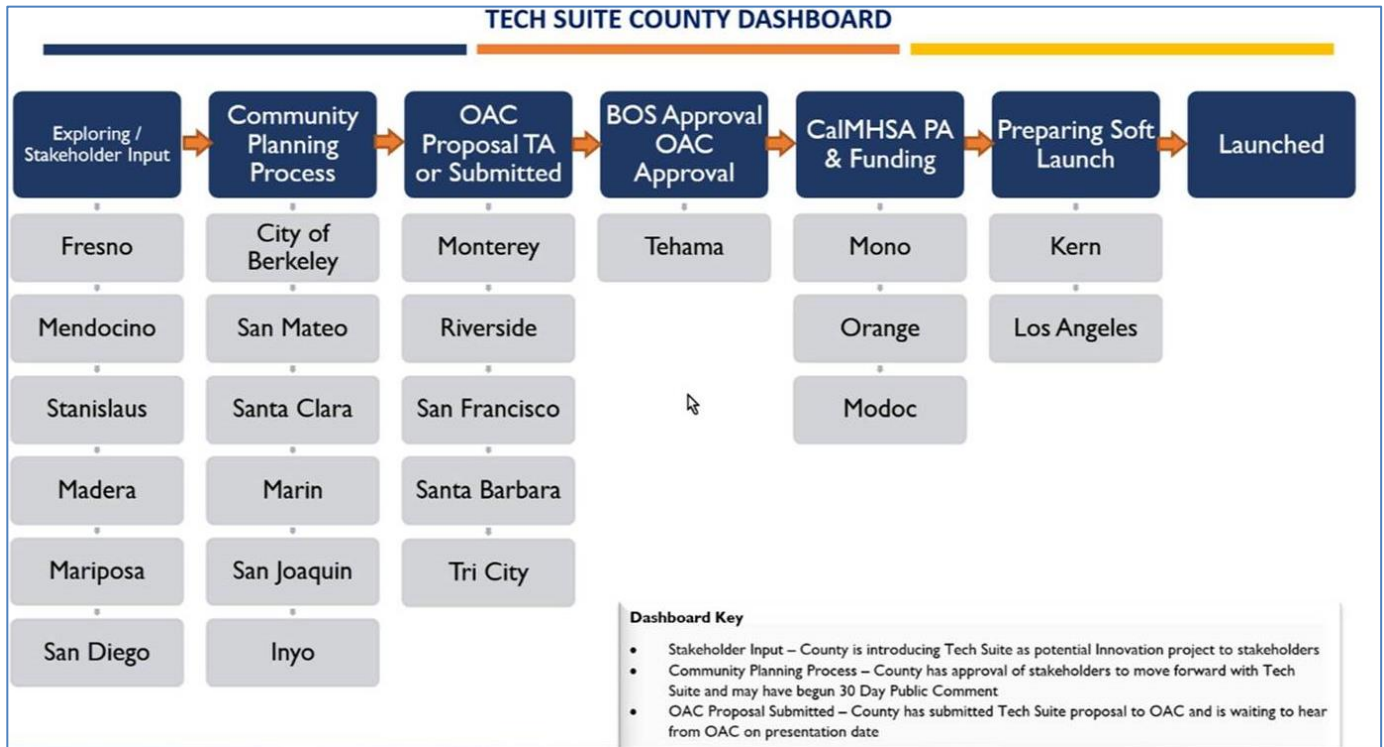 TECH SUITE COUNTY DASHBOARD
Exploring /
Stakeholder Input
Community
Planning
Process
OAC
Proposal TA
or Submitted
BOS Approval
OAC
Approval
CalMHSA PA
& Funding
Preparing Soft
Launch
Launched
Fresno
Mendocino
Stanislaus
Madera
Mariposa
San Diego
City of
Berkeley
San Mateo
Santa Clara
Marin
San Joaquin
Inyo
Monterey
Riverside
San Francisco
Santa Barbara
Tri City
Tehama
Mono
Orange
Modoc
Kern
Los Angeles
Dashboard Key
• Stakeholder Input – County is introducing Tech Suite as potential Innovation project to stakeholders
• Community Planning Process – County has approval of stakeholders to move forward with Tech
Suite and may have begun 30 Day Public Comment
• OAC Proposal Submitted – County has submitted Tech Suite proposal to OAC and is waiting to hear
from OAC on presentation date